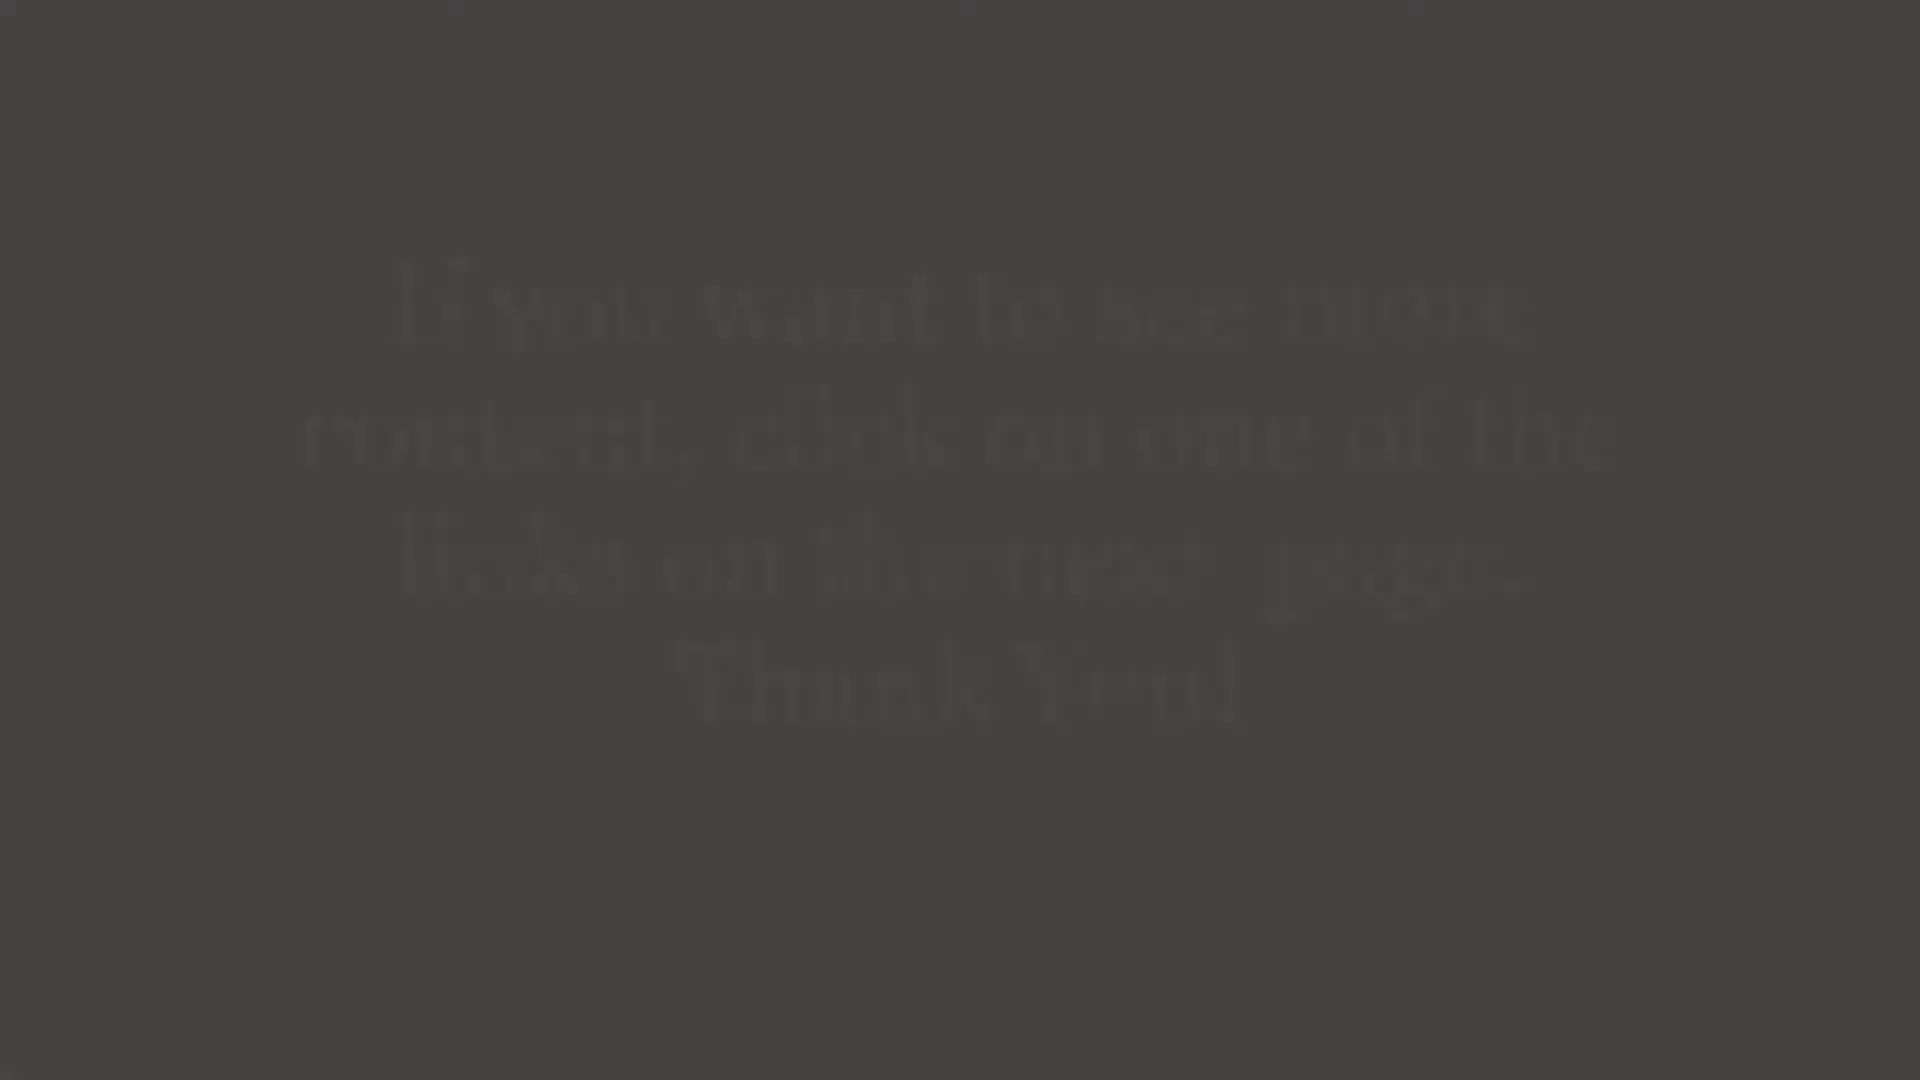 If you want to see more
content, click on one of the
links on the next page.
Thank You!